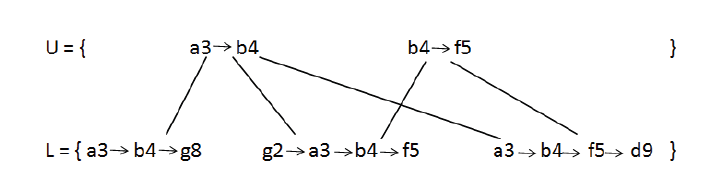 U = { a3→b4 b4→f5 }
L = { a3→b4→g8 g2→a3→b4→f5 a3→b4→f5→d9 }